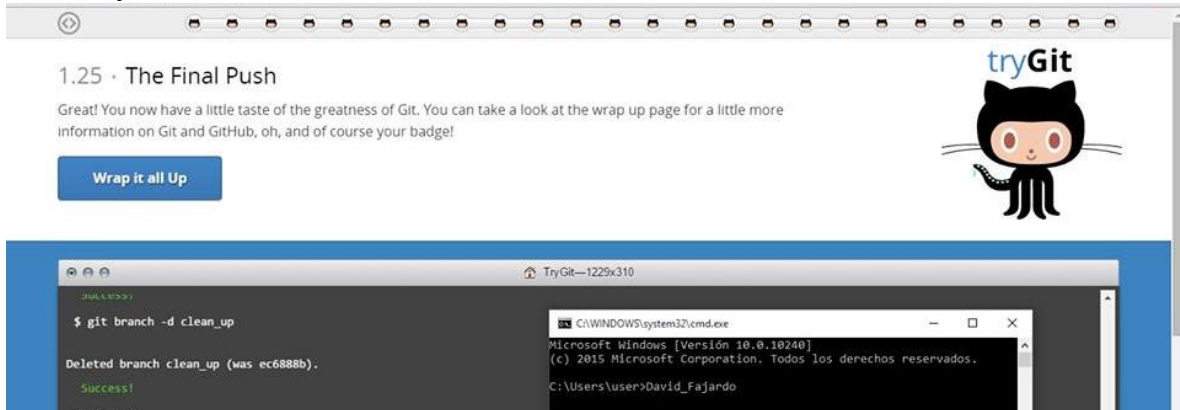 tryGit
1.25 · The Final Push
Great! You now have a little taste of the greatness of Git. You can take a look at the wrap up page for a little more
information on Git and GitHub, oh, and of course your badge!
Wrap it all Up
TryGit—1229x310
Success!
$ git branch -d clean_up
Deleted branch clean_up (was ec6888b).
Success!
C:\WINDOWS\system32\cmd.exe
Microsoft Windows [Versión 10.0.10240]
(c) 2015 Microsoft Corporation. Todos los derechos reservados.
C:\Users\user>David_Fajardo